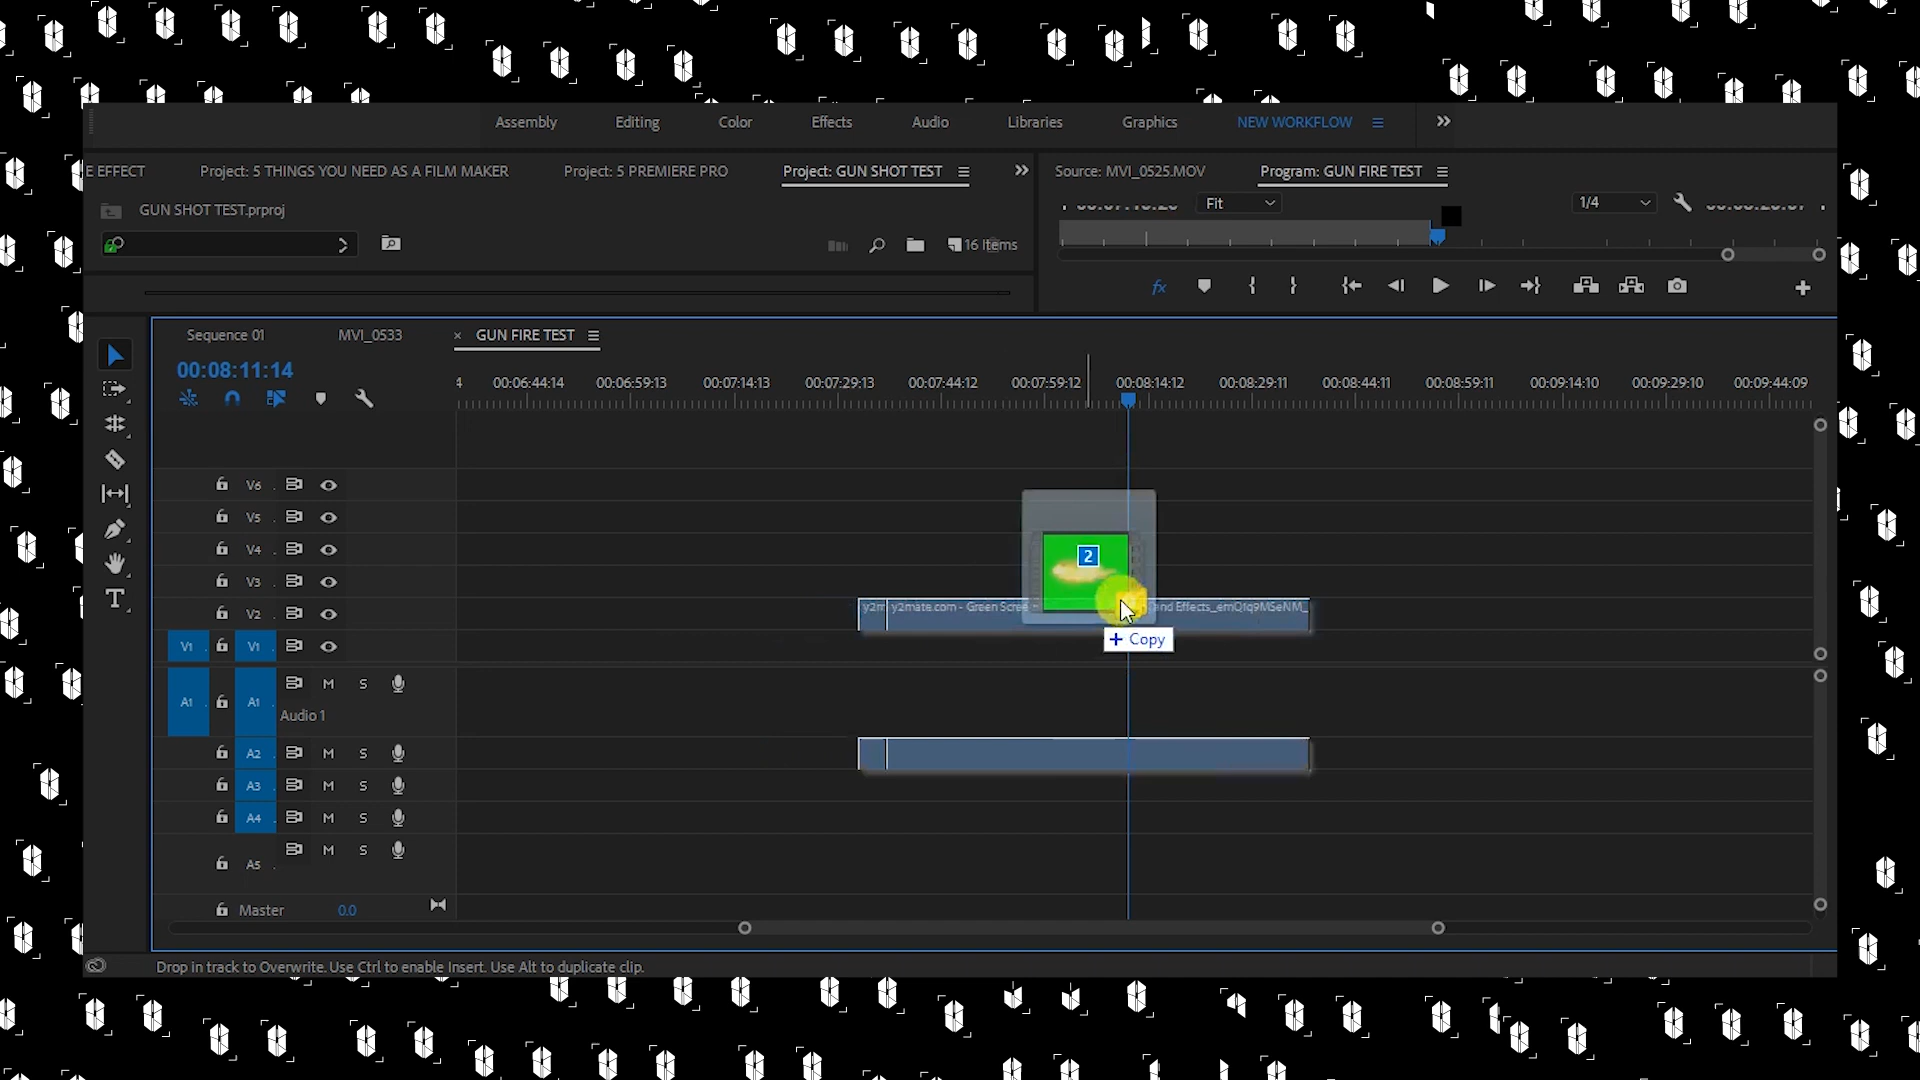 Assembly Editing Color Effects Audio Libraries Graphics NEW WORKFLOW
E EFFECT Project: 5 THINGS YOU NEED AS A FILM MAKER Project: 5 PREMIERE PRO Project: GUN SHOT TEST
Source: MVI_0525.MOV Program: GUN FIRE TEST
GUN SHOT TEST.prproj
Fit 1/4
16 Items
fx
Sequence 01 MVI_0533 × GUN FIRE TEST
00:08:11:14
4 00:06:44:14 00:06:59:13 00:07:14:13 00:07:29:13 00:07:44:12 00:07:59:12 00:08:14:12 00:08:29:11 00:08:44:11 00:08:59:11 00:09:14:10 00:09:29:10 00:09:44:09
V6
V5
V4
2
V3
V2
y2m y2mate.com - Green Scree
and Effects_emQ1q9MSeNM_
V1 V1
+ Copy
M S
A1 A1
Audio 1
A2 M S
A3 M S
A4 M S
M S
A5
Master 0.0
Drop in track to Overwrite. Use Ctrl to enable Insert. Use Alt to duplicate clip.